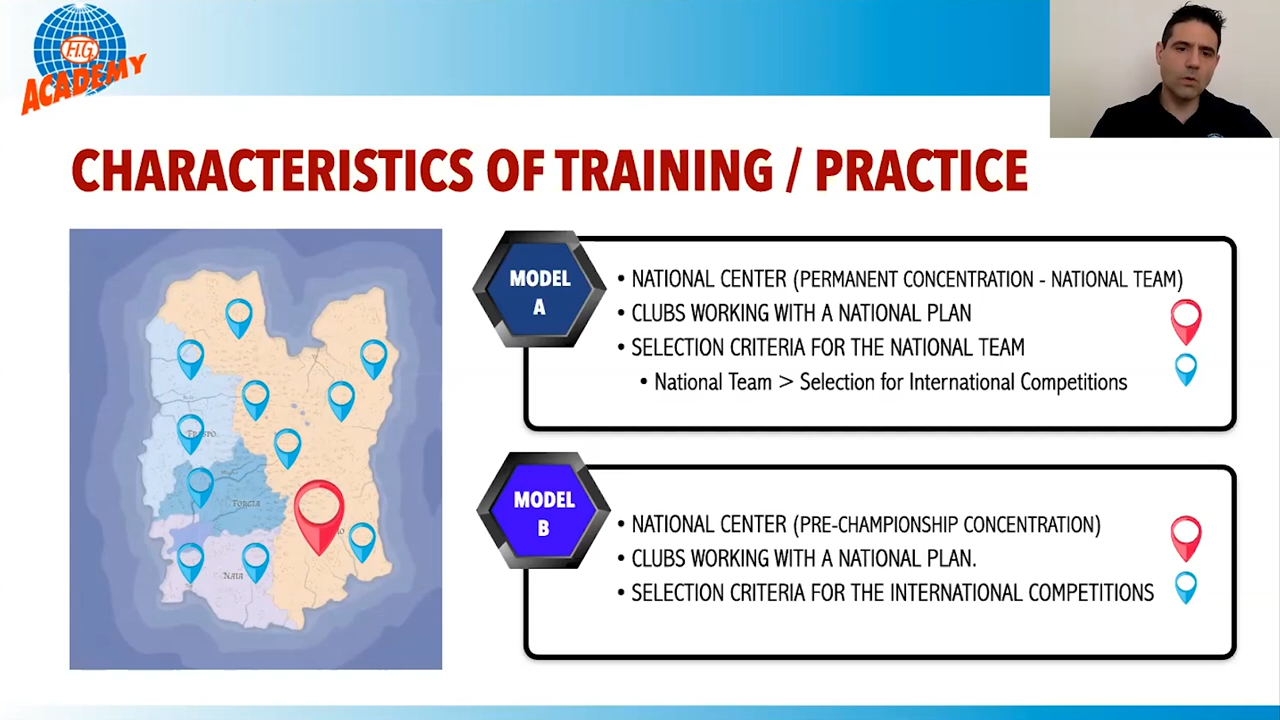 F.I.G.
ACADEMY
CHARACTERISTICS OF TRAINING / PRACTICE
MODEL
A
• NATIONAL CENTER (PERMANENT CONCENTRATION - NATIONAL TEAM)
• CLUBS WORKING WITH A NATIONAL PLAN
• SELECTION CRITERIA FOR THE NATIONAL TEAM
• National Team > Selection for International Competitions
MODEL
B
• NATIONAL CENTER (PRE-CHAMPIONSHIP CONCENTRATION)
• CLUBS WORKING WITH A NATIONAL PLAN.
• SELECTION CRITERIA FOR THE INTERNATIONAL COMPETITIONS
FORCIA
NAIA